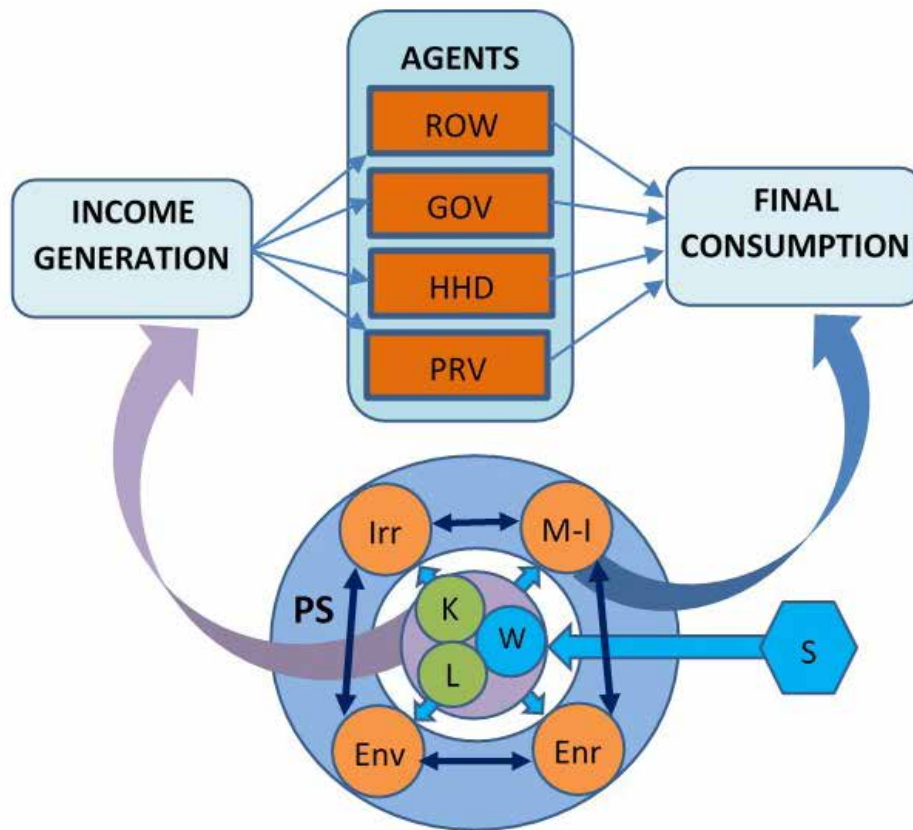 AGENTS
ROW
GOV
HHD
PRV
INCOME
GENERATION
FINAL
CONSUMPTION
Irr
M-I
PS
K
W
L
S
Env
Enr